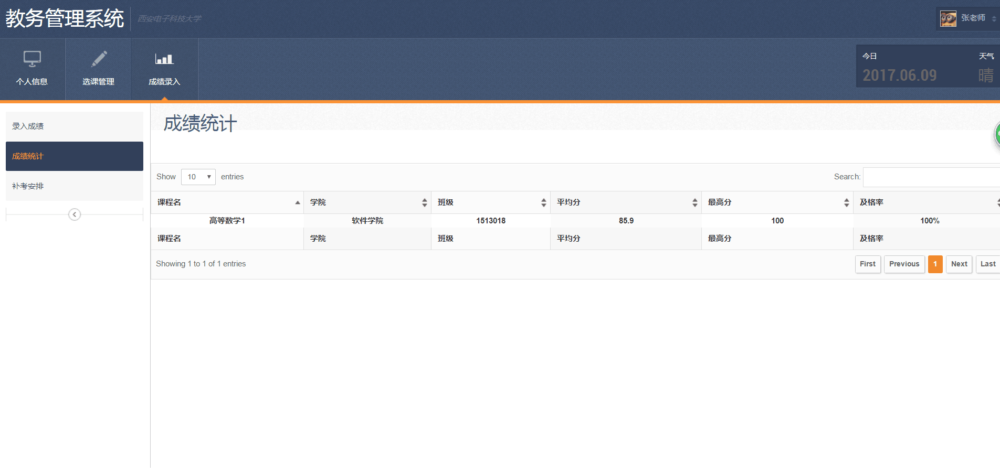 教务管理系统 西安电子科技大学 张老师
今日 天气
2017.06.09 晴
个人信息 选课管理 成绩录入
录入成绩
成绩统计
补考安排
成绩统计
Show 10 entries Search:
课程名 学院 班级 平均分 最高分 及格率
高等数学1 软件学院 1513018 85.9 100 100%
课程名 学院 班级 平均分 最高分 及格率
Showing 1 to 1 of 1 entries First Previous 1 Next Last